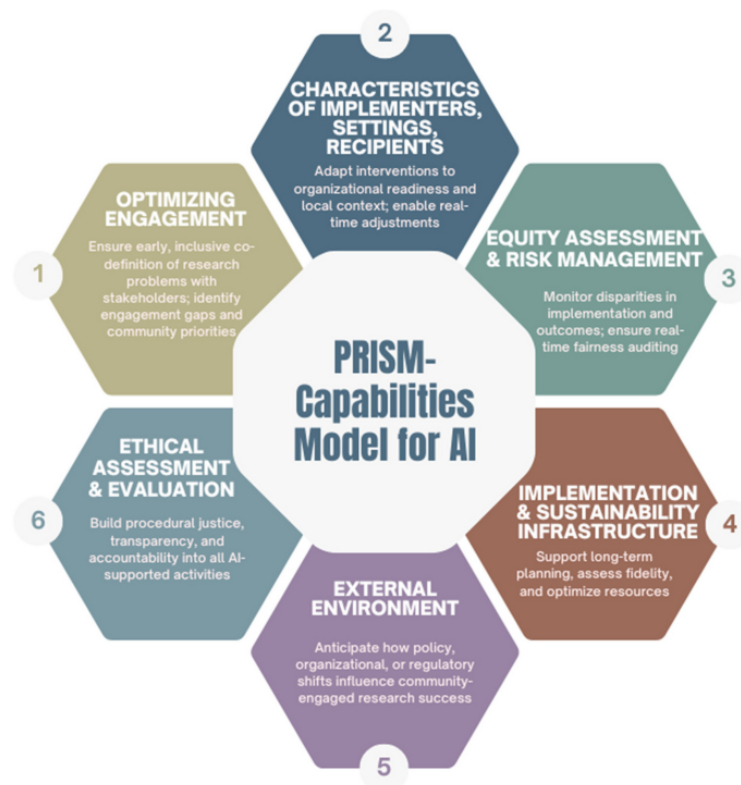 2
CHARACTERISTICS
OF IMPLEMENTERS,
SETTINGS,
RECIPIENTS
Adapt interventions to
organizational readiness and
local context; enable real-
time adjustments
OPTIMIZING
ENGAGEMENT
Ensure early, inclusive co-
definition of research
problems with
stakeholders; identify
engagement gaps and
community priorities
1
EQUITY ASSESSMENT
& RISK MANAGEMENT
Monitor disparities in
implementation and
outcomes; ensure real-
time fairness auditing
3
PRISM-
Capabilities
Model for AI
ETHICAL
ASSESSMENT
& EVALUATION
Build procedural justice,
transparency, and
accountability into all AI-
supported activities
6
IMPLEMENTATION
& SUSTAINABILITY
INFRASTRUCTURE
Support long-term
planning, assess fidelity,
and optimize resources
4
EXTERNAL
ENVIRONMENT
Anticipate how policy,
organizational, or regulatory
shifts influence community-
engaged research success
5